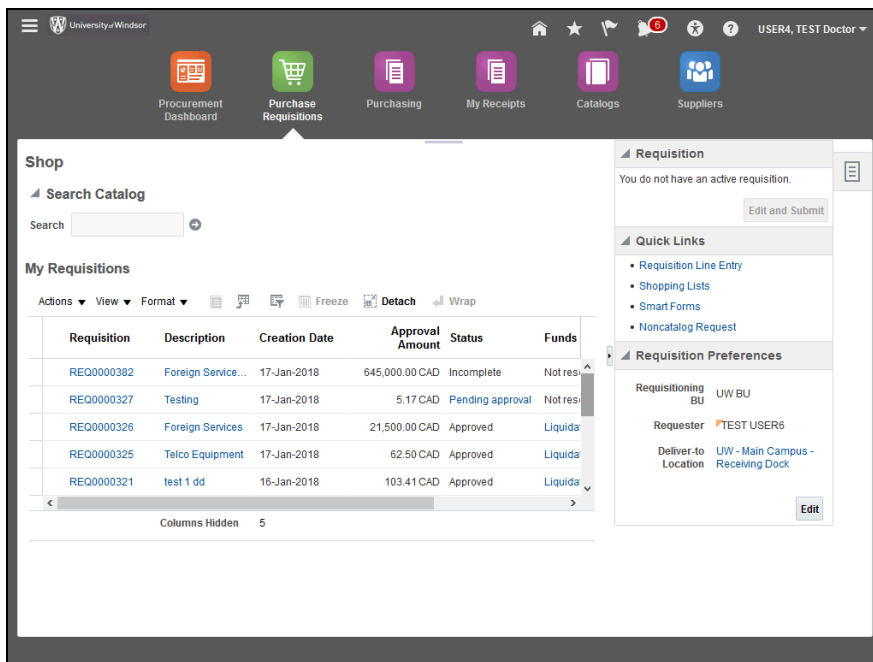 University of Windsor
6
?
USER4, TEST Doctor
Procurement Dashboard
Purchase Requisitions
Purchasing
My Receipts
Catalogs
Suppliers
Shop
Search Catalog
Search
My Requisitions
Actions View Format Freeze Detach Wrap
Requisition Description Creation Date Approval Amount Status Funds
REQ0000382 Foreign Service... 17-Jan-2018 645,000.00 CAD Incomplete Not res
REQ0000327 Testing 17-Jan-2018 5.17 CAD Pending approval Not res
REQ0000326 Foreign Services 17-Jan-2018 21,500.00 CAD Approved Liquida
REQ0000325 Telco Equipment 17-Jan-2018 62.50 CAD Approved Liquida
REQ0000321 test 1 dd 16-Jan-2018 103.41 CAD Approved Liquida
Columns Hidden 5
Requisition
You do not have an active requisition.
Edit and Submit
Quick Links
• Requisition Line Entry
• Shopping Lists
• Smart Forms
• Noncatalog Request
Requisition Preferences
Requisitioning BU UW BU
Requester TEST USER6
Deliver-to Location UW - Main Campus - Receiving Dock
Edit